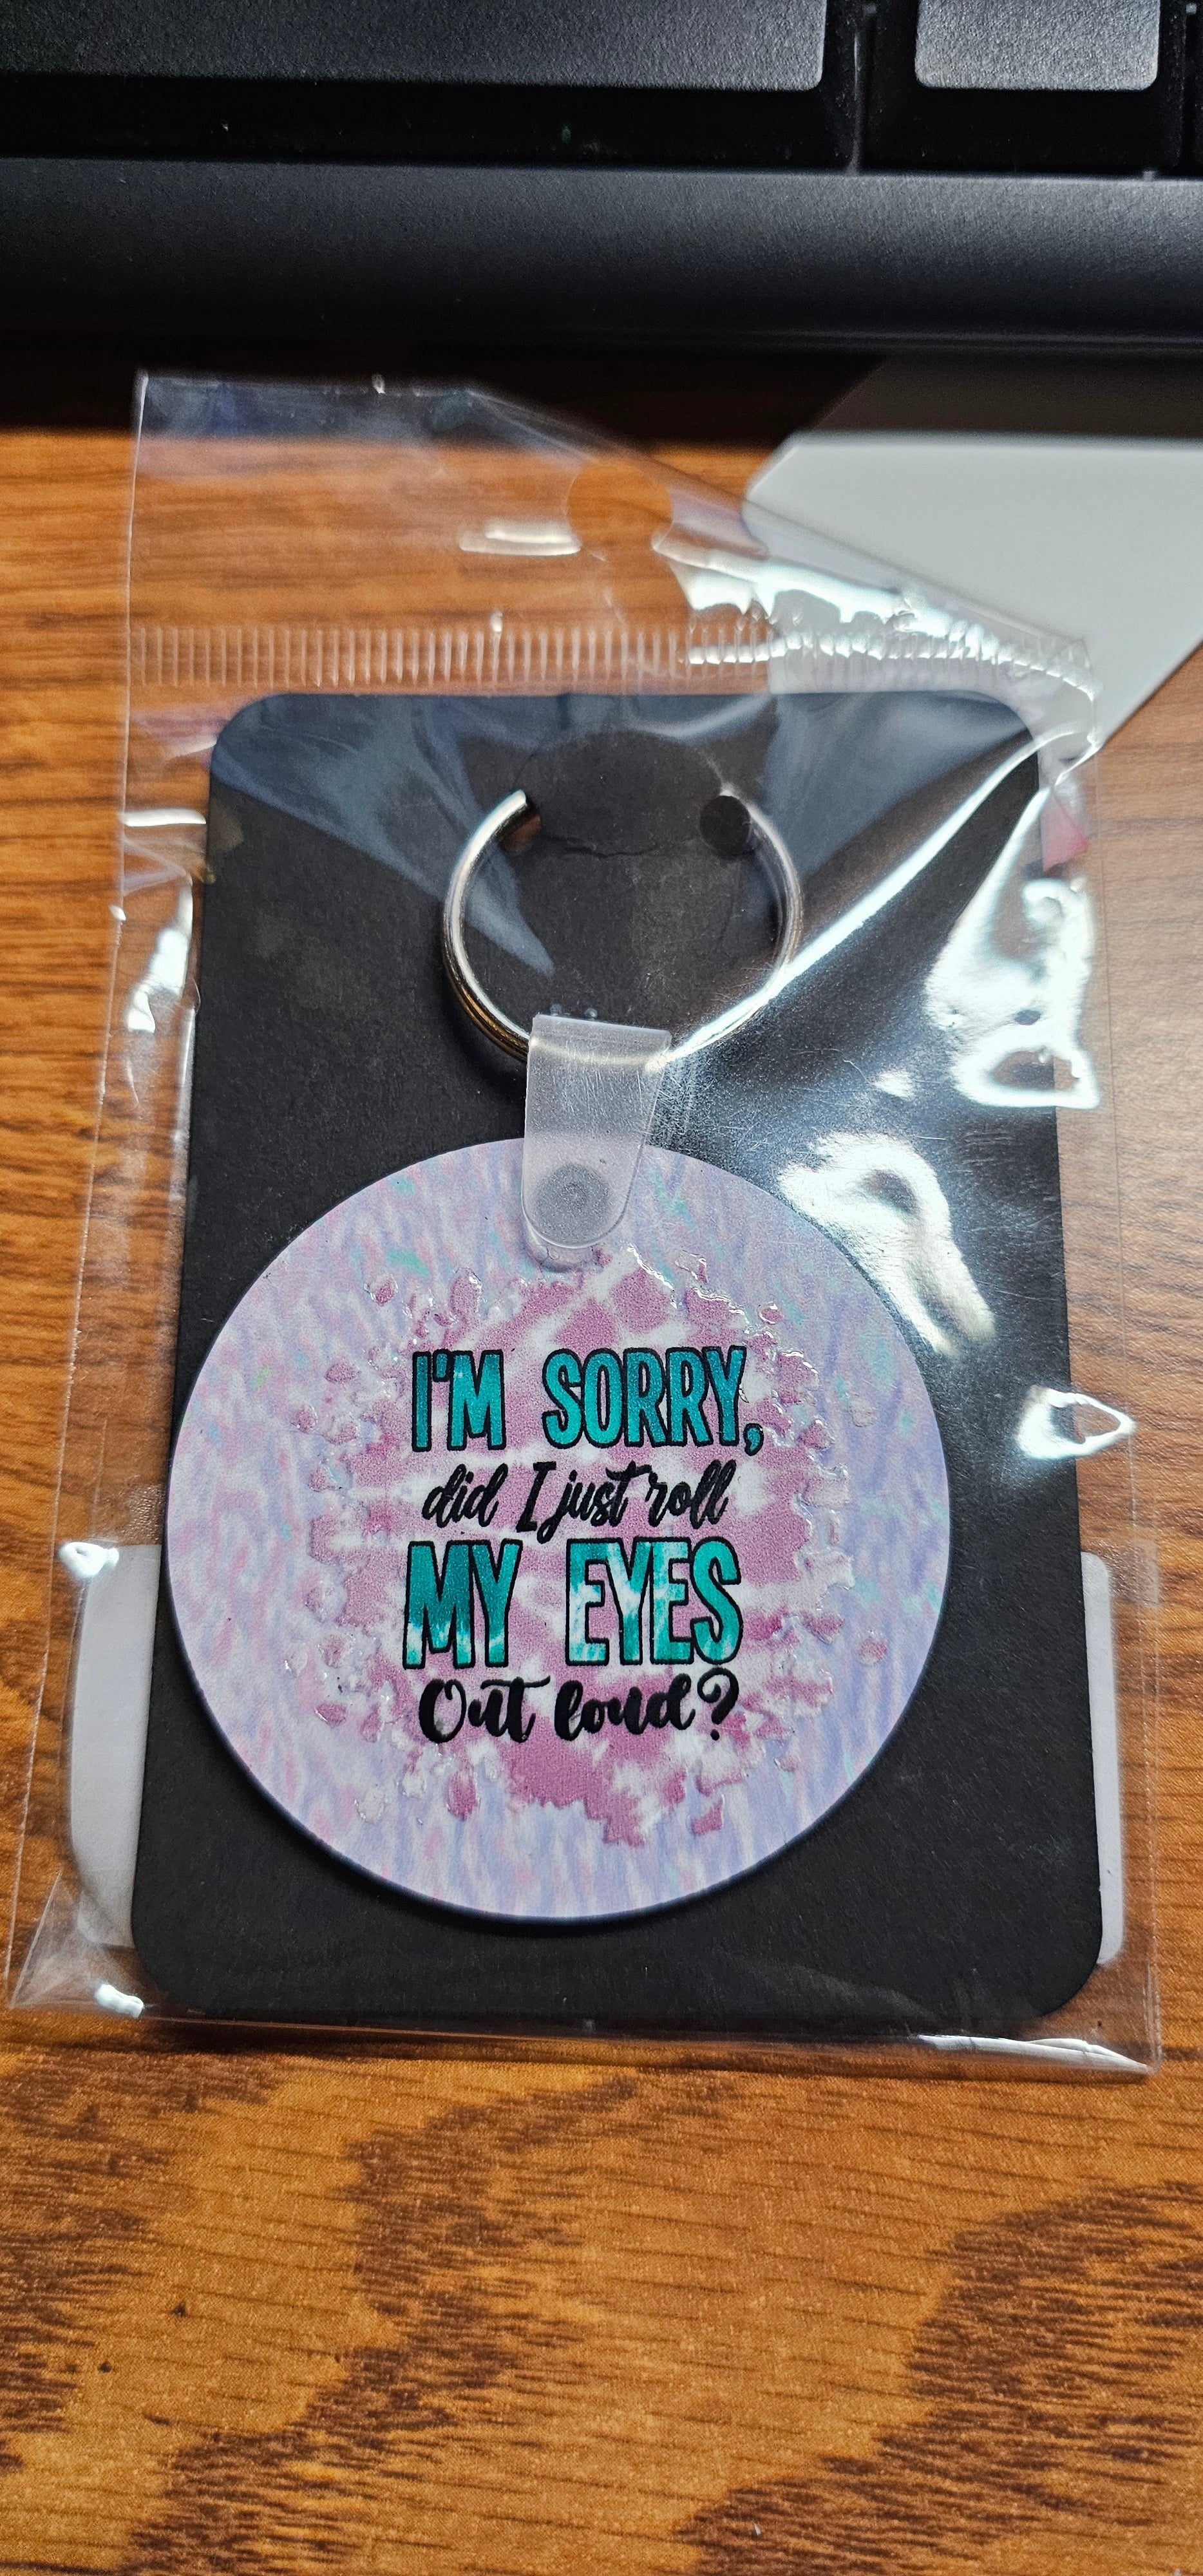 I'M SORRY,
did I just roll
MY EYES
Out loud?